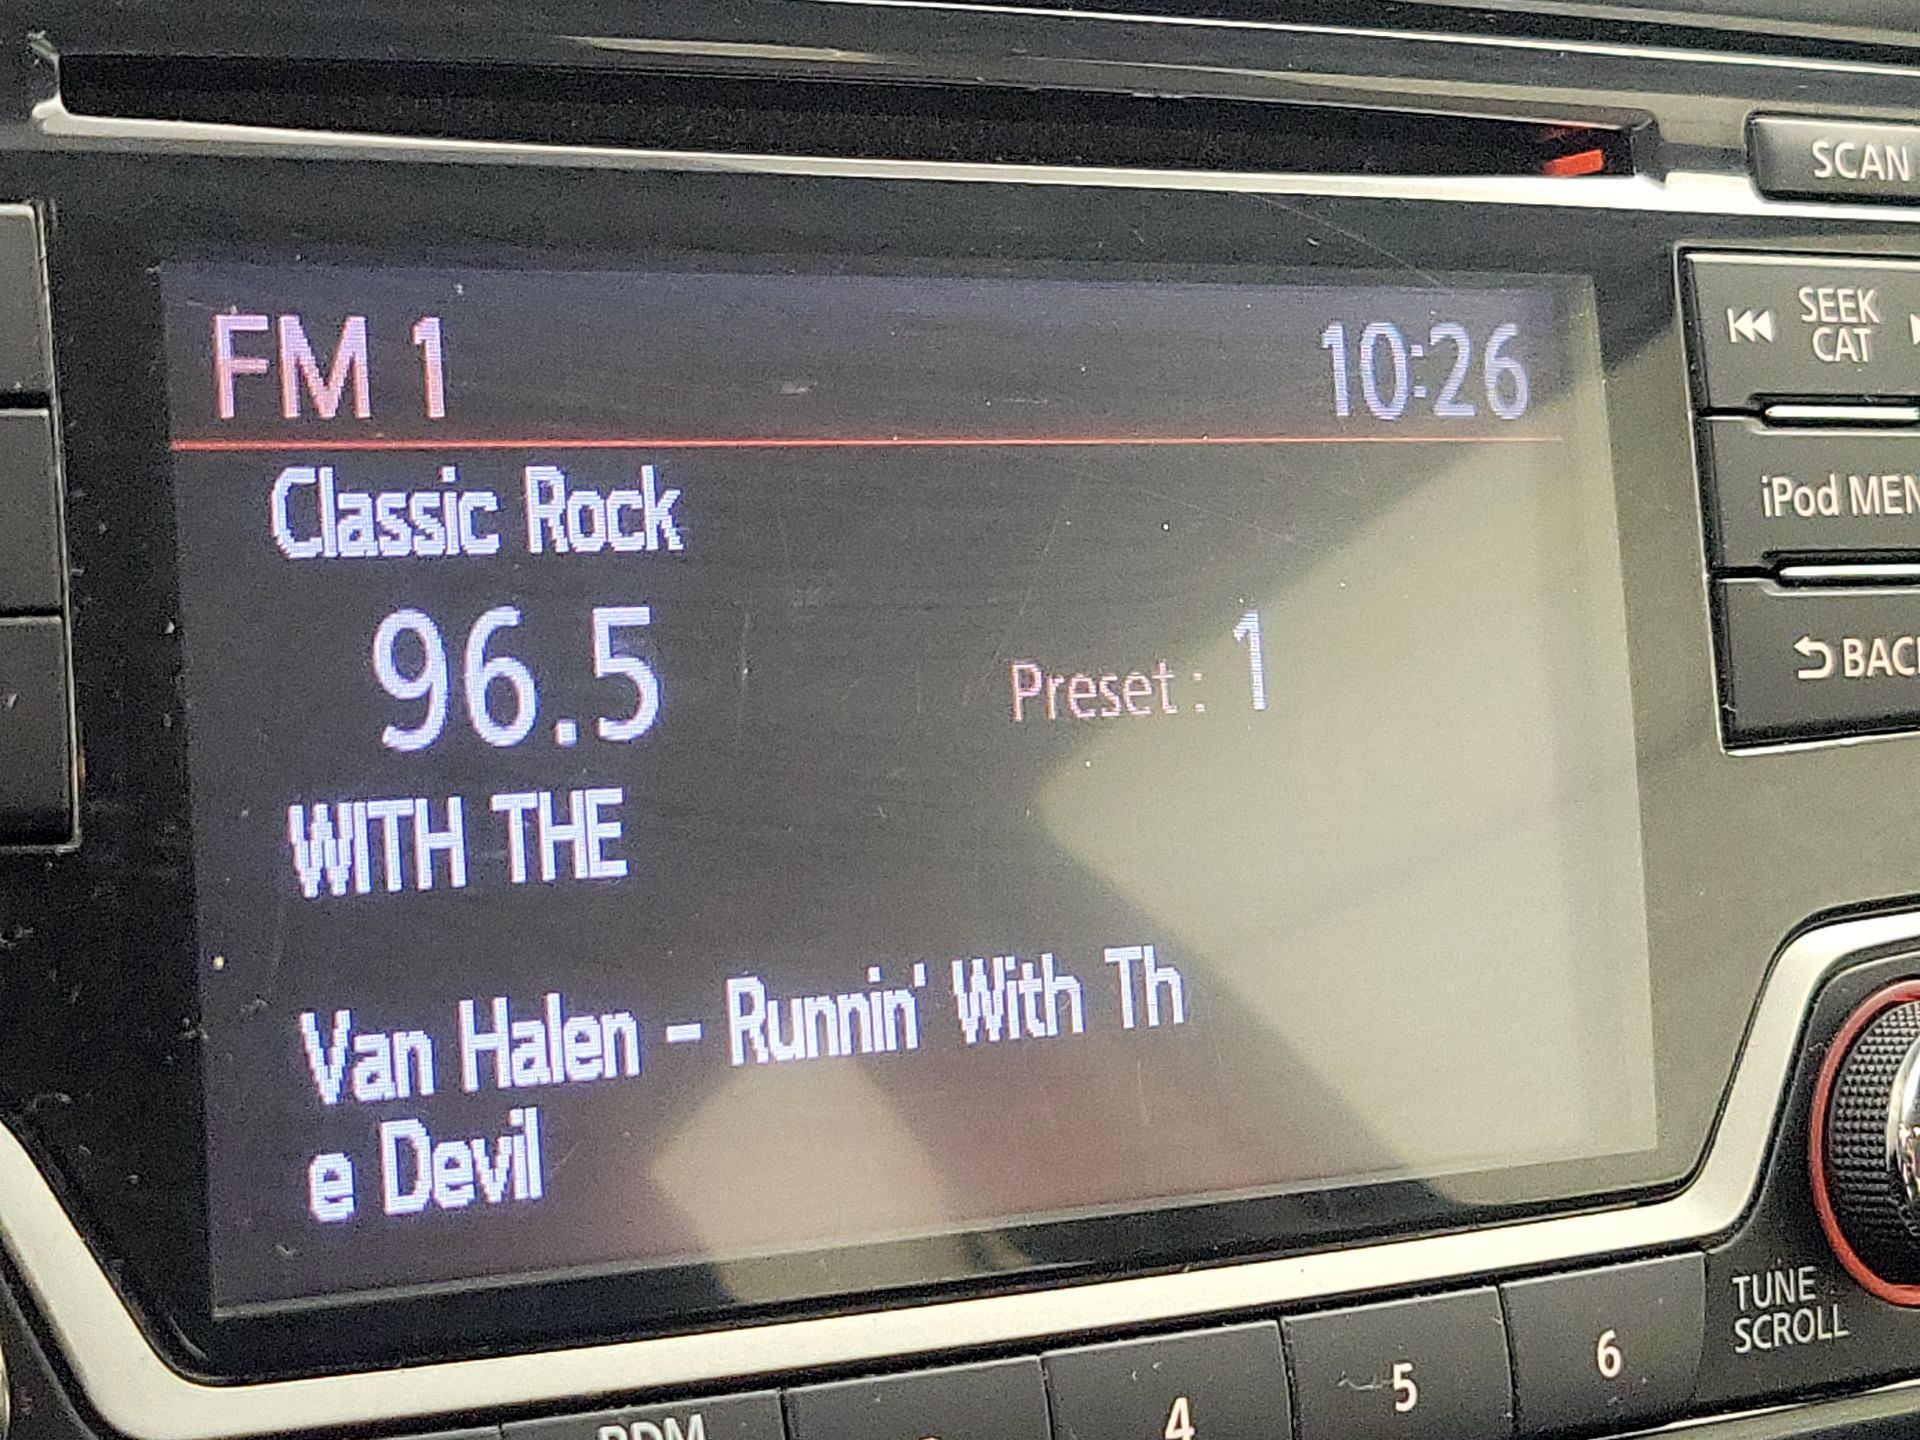 SCAN
FM 1 10:26
SEEK
CAT
Classic Rock
iPod MEN
96.5 Preset : 1
BACK
WITH THE
Van Halen - Runnin' With Th
e Devil
TUNE
SCROLL
4 5 6